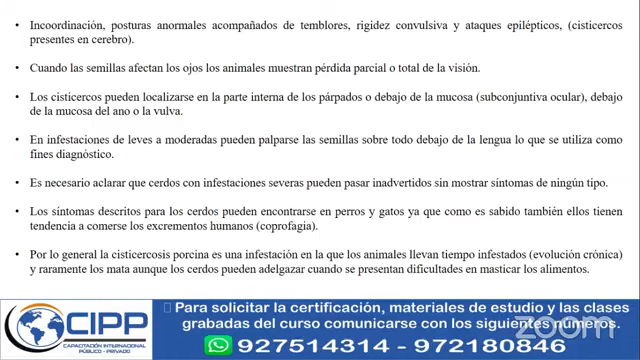 • Incoordinación, posturas anormales acompañados de temblores, rigidez convulsiva y ataques epilépticos, (cisticercos
presentes en cerebro).
• Cuando las semillas afectan los ojos los animales muestran pérdida parcial o total de la visión.
• Los cisticercos pueden localizarse en la parte interna de los párpados o debajo de la mucosa (subconjuntiva ocular), debajo
de la mucosa del ano o la vulva.
• En infestaciones de leves a moderadas pueden palparse las semillas sobre todo debajo de la lengua lo que se utiliza como
fines diagnóstico.
• Es necesario aclarar que cerdos con infestaciones severas pueden pasar inadvertidos sin mostrar síntomas de ningún tipo.
• Los síntomas descritos para los cerdos pueden encontrarse en perros y gatos ya que como es sabido también ellos tienen
tendencia a comerse los excrementos humanos (coprofagia).
• Por lo general la cisticercosis porcina es una infestación en la que los animales llevan tiempo infestados (evolución crónica)
y raramente los mata aunque los cerdos pueden adelgazar cuando se presentan dificultades en masticar los alimentos.
CIPP
CAPACITACIÓN INTERNACIONAL
PÚBLICO - PRIVADO
Para solicitar la certificación, materiales de estudio y las clases
grabadas del curso comunicarse con los siguientes números.
927514314 - 972180846
zoom